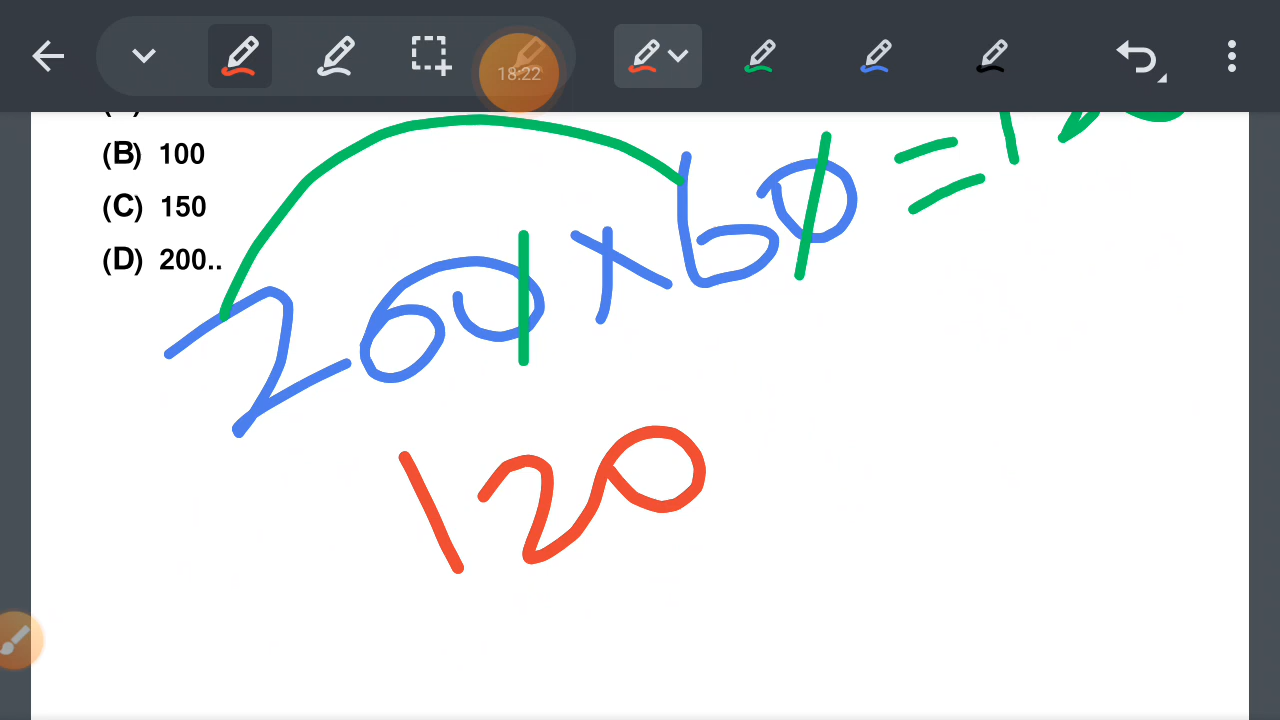 18:22
(B) 100
(C) 150
(D) 200..
200 x 60 = 120
120